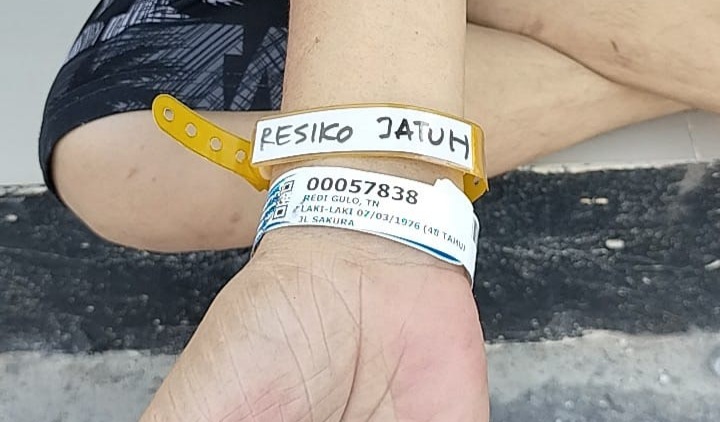 RESIKO JATUH
00057838
REDI GULO, TN
LAKI-LAKI 07/03/1976 (48 TAHU
JL SAKURA